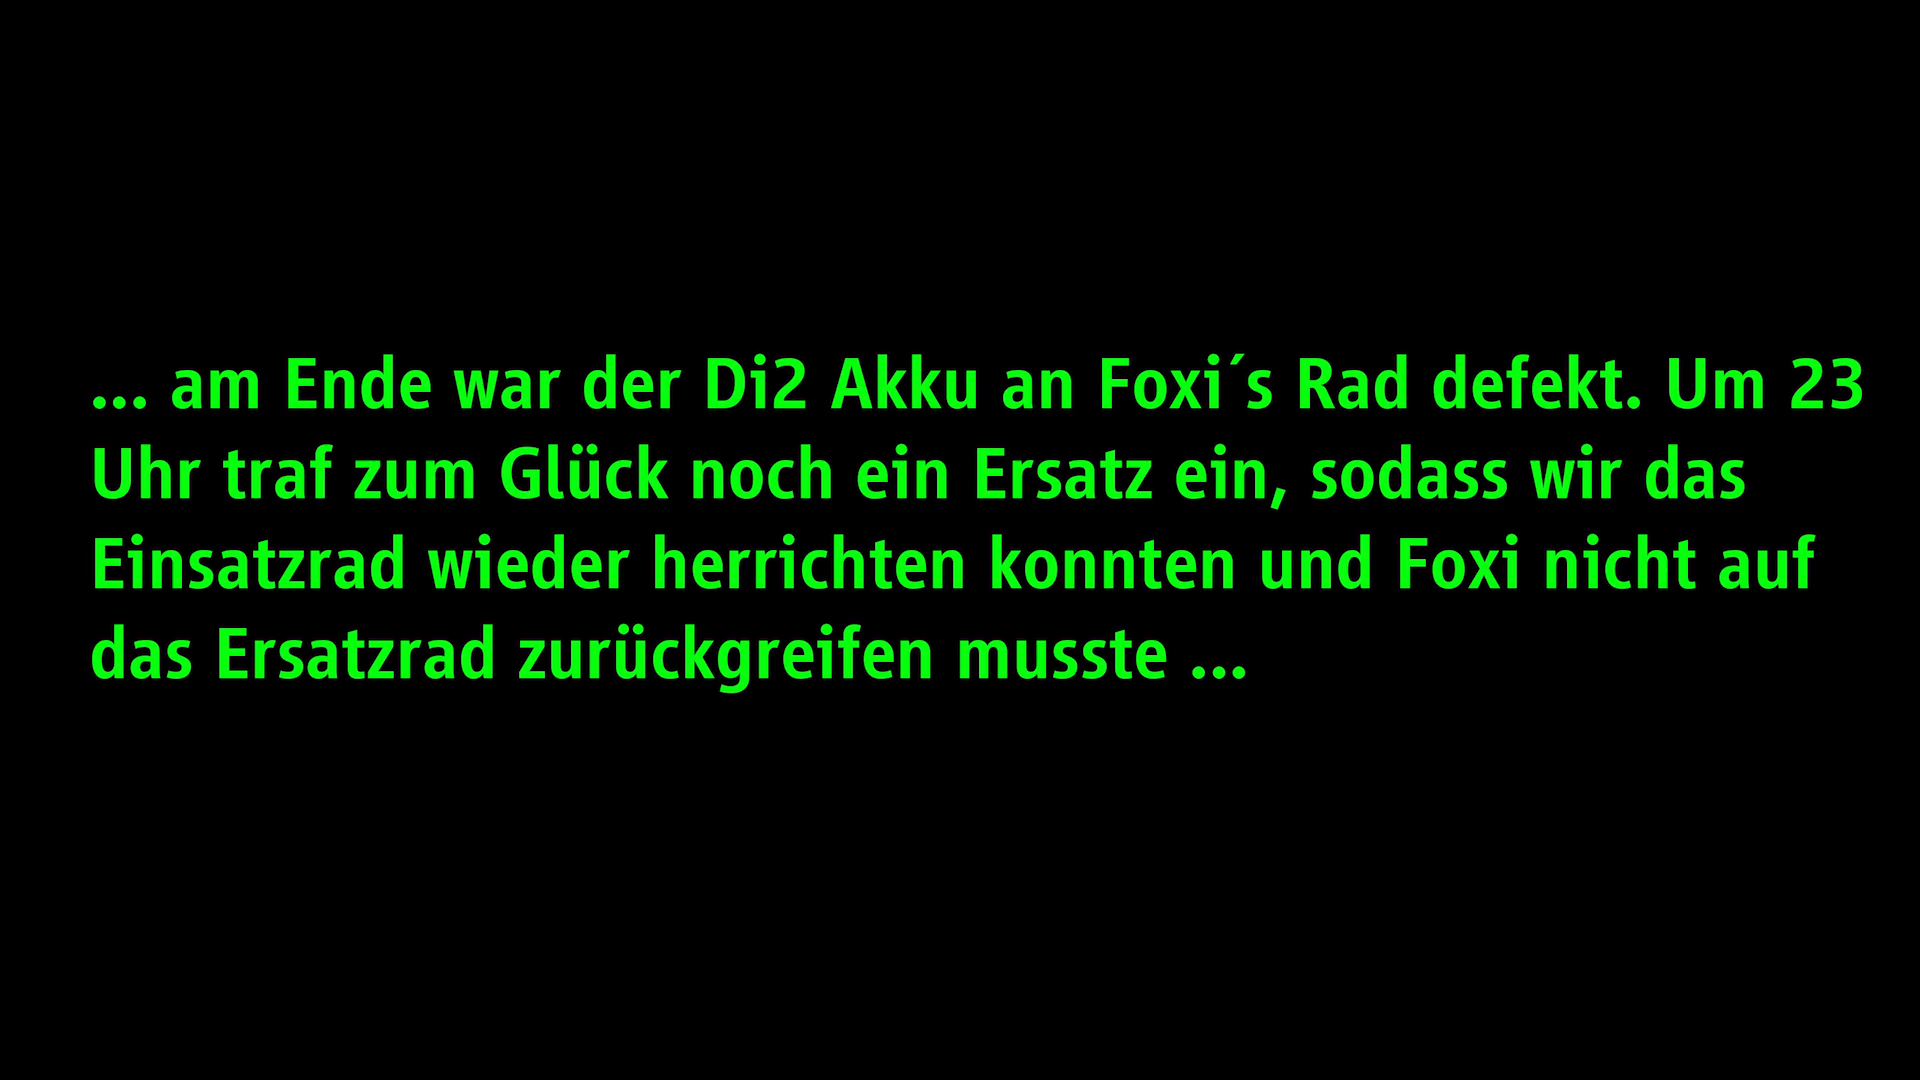 ... am Ende war der Di2 Akku an Foxi´s Rad defekt. Um 23
Uhr traf zum Glück noch ein Ersatz ein, sodass wir das
Einsatzrad wieder herrichten konnten und Foxi nicht auf
das Ersatzrad zurückgreifen musste ...